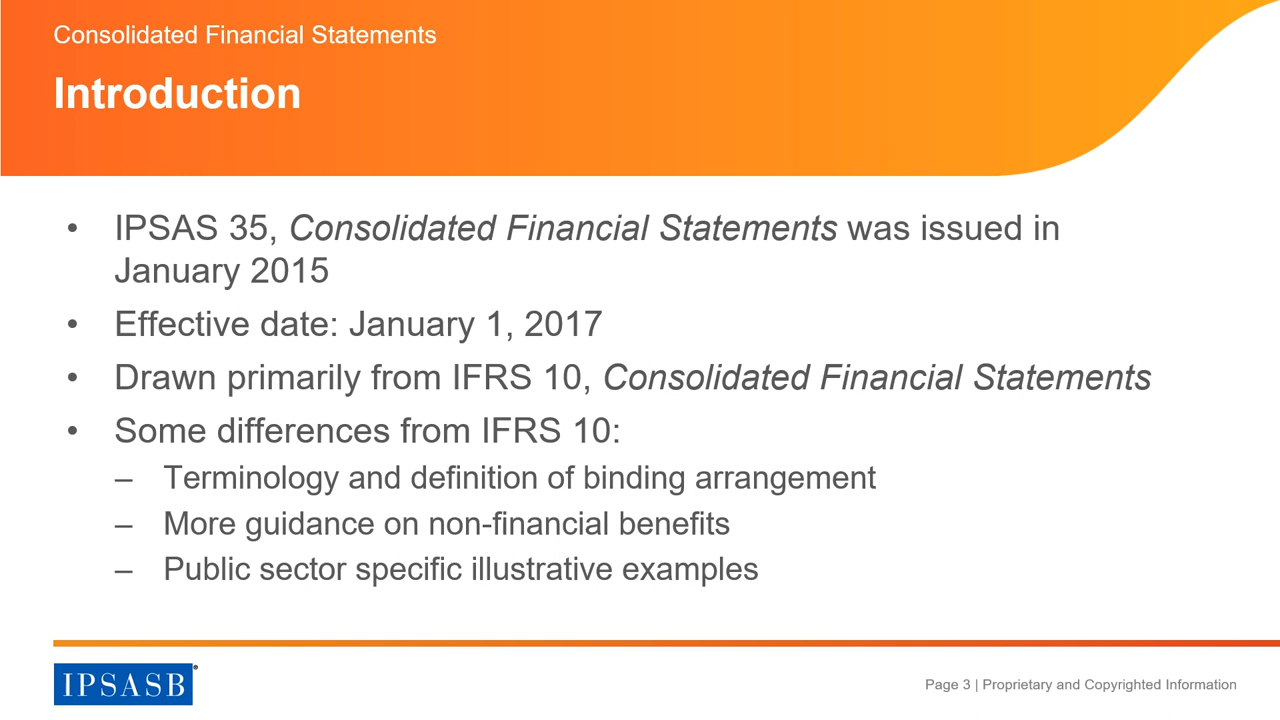 Consolidated Financial Statements
Introduction
• IPSAS 35, Consolidated Financial Statements was issued in
January 2015
• Effective date: January 1, 2017
• Drawn primarily from IFRS 10, Consolidated Financial Statements
• Some differences from IFRS 10:
– Terminology and definition of binding arrangement
– More guidance on non-financial benefits
– Public sector specific illustrative examples
IPSASB®
Page 3 | Proprietary and Copyrighted Information